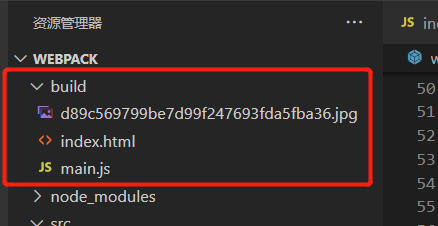 资源管理器 ...
JS in
WEBPACK
w
build
50
d89c569799be7d99f247693fda5fba36.jpg
51
index.html
52
JS main.js
53
node_modules
54
src
55